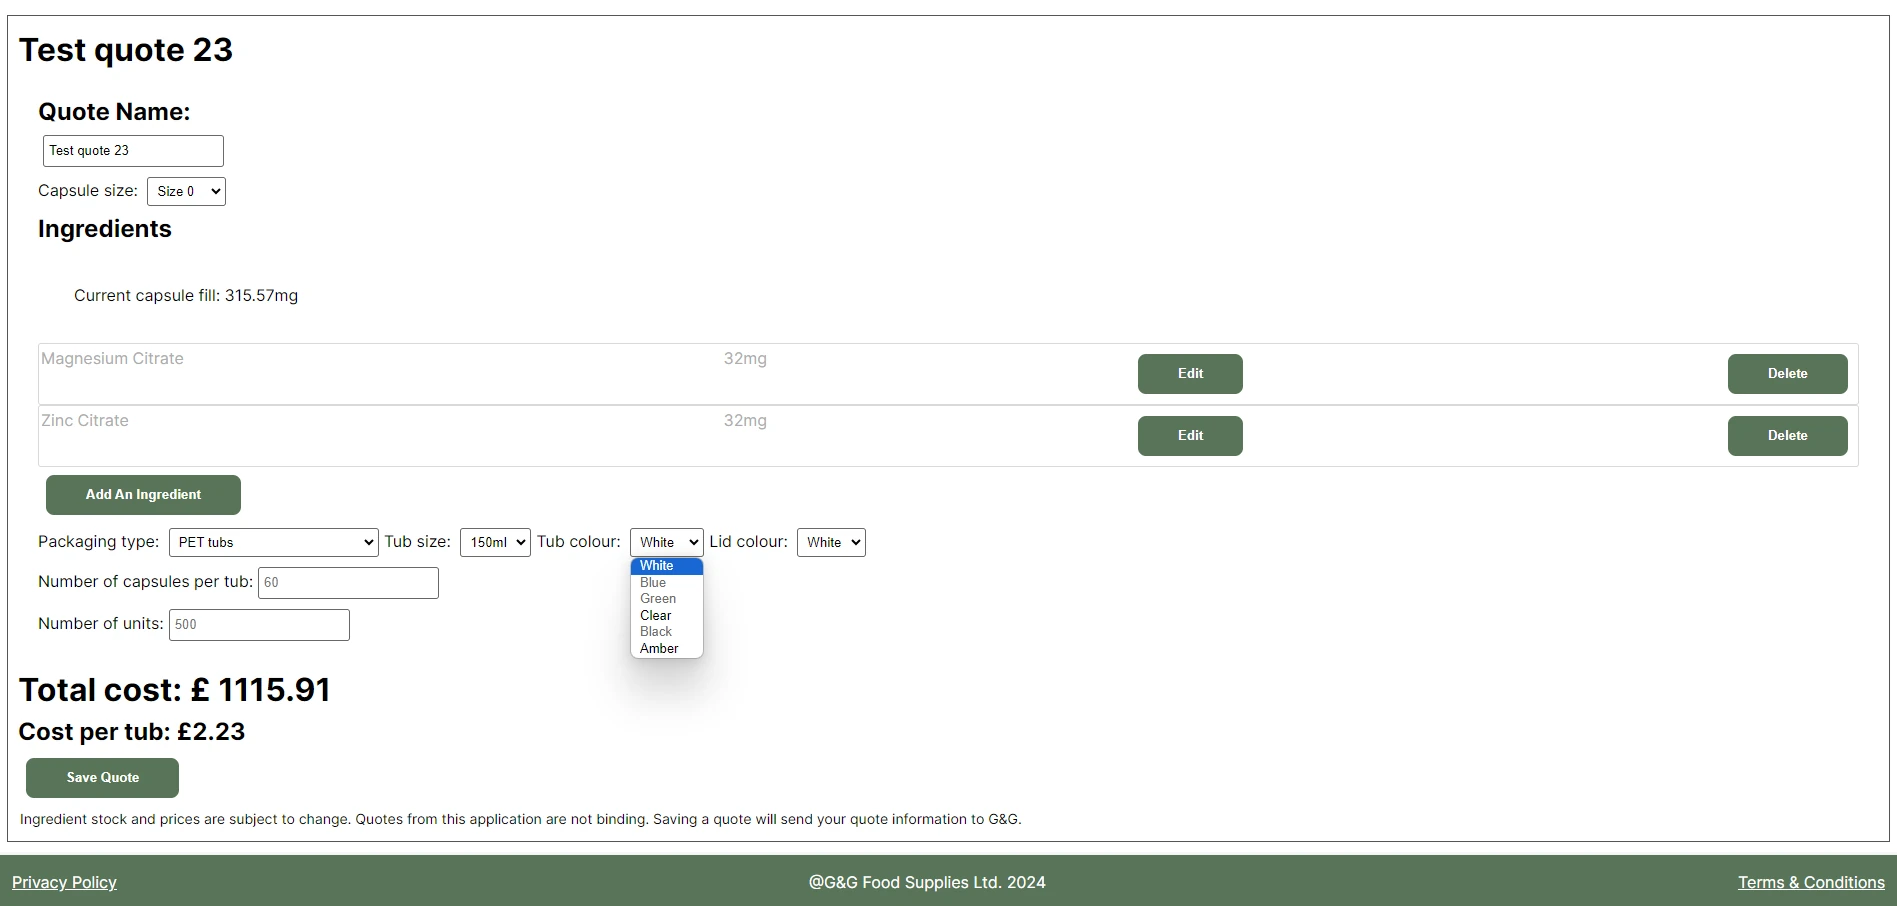 Test quote 23
Quote Name:
Test quote 23
Capsule size: Size 0
Ingredients
Current capsule fill: 315.57mg
Magnesium Citrate 32mg Edit Delete
Zinc Citrate 32mg Edit Delete
Add An Ingredient
Packaging type: PET tubs Tub size: 150ml Tub colour: White Lid colour: White
White
Blue
Green
Clear
Black
Amber
Number of capsules per tub: 60
Number of units: 500
Total cost: £ 1115.91
Cost per tub: £2.23
Save Quote
Ingredient stock and prices are subject to change. Quotes from this application are not binding. Saving a quote will send your quote information to G&G.
Privacy Policy @G&G Food Supplies Ltd. 2024 Terms & Conditions